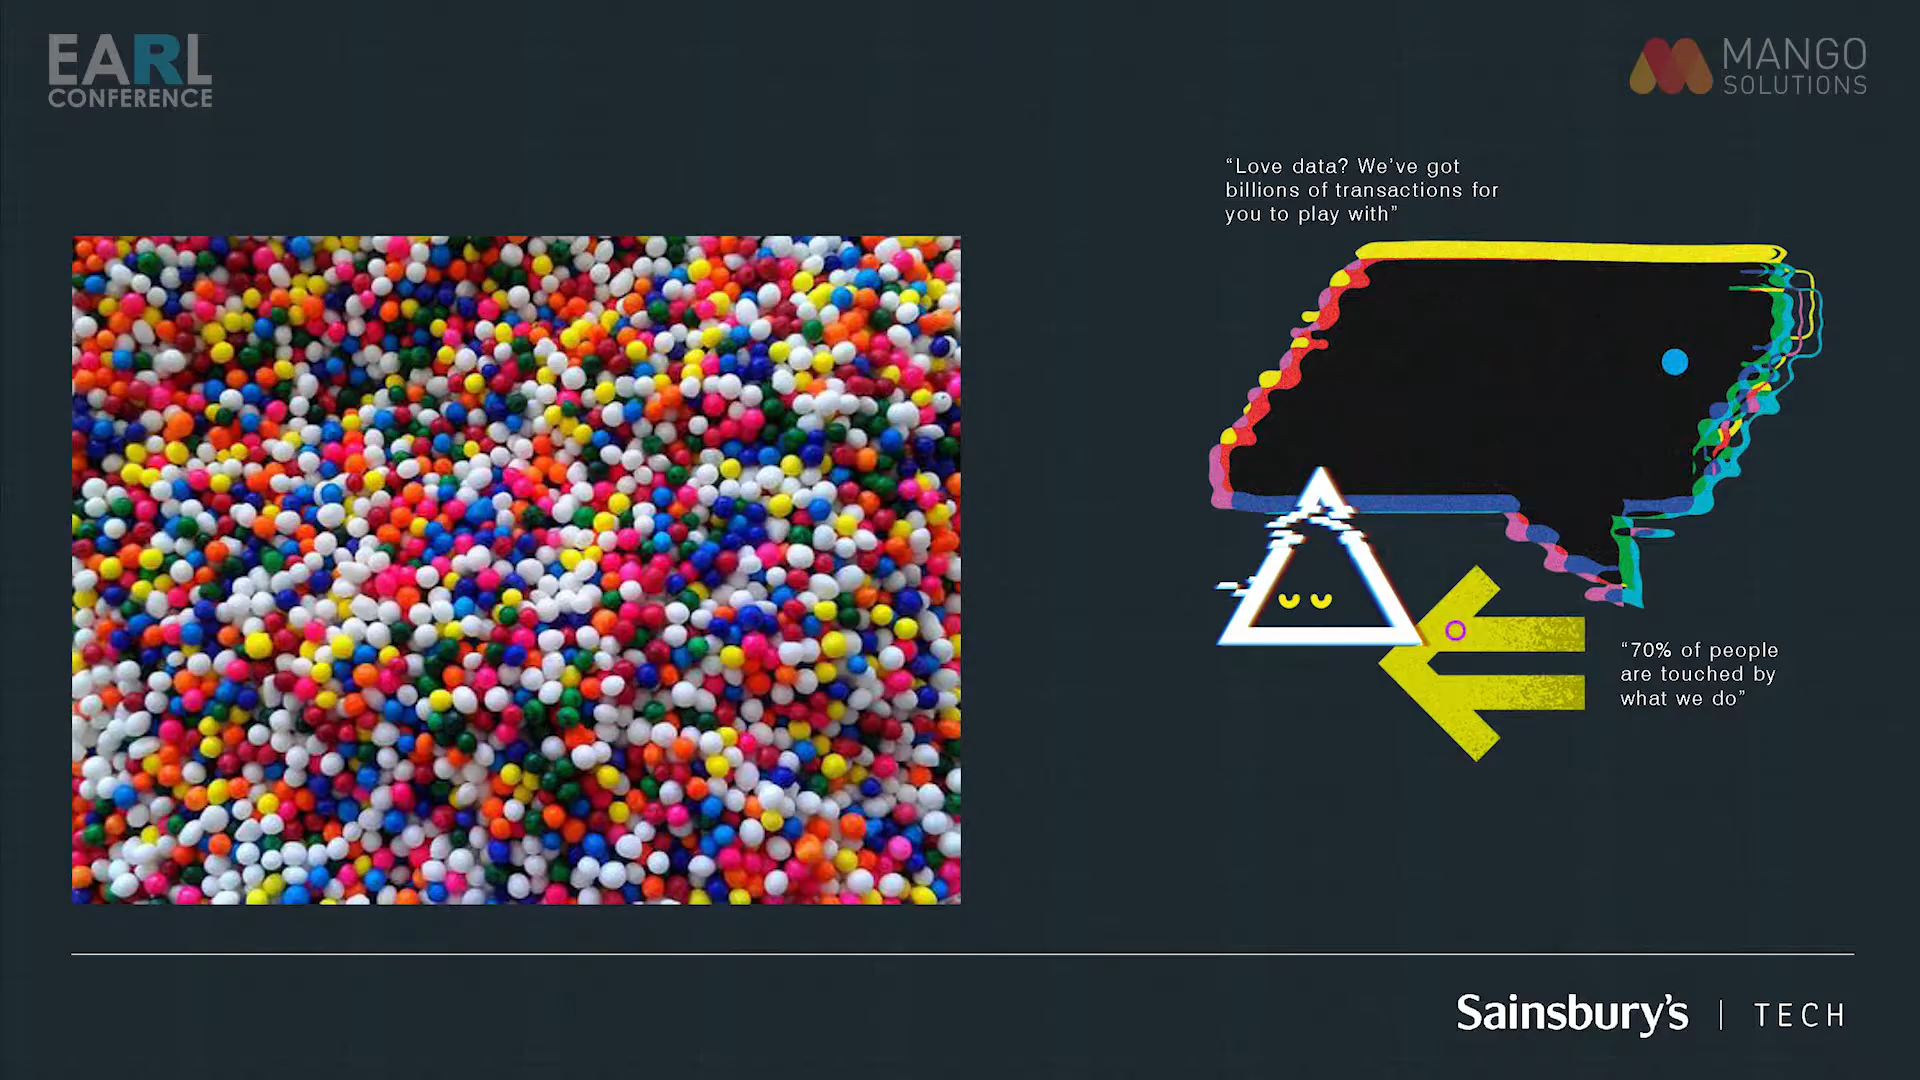 EARL
CONFERENCE
MANGO
SOLUTIONS
“Love data? We’ve got
billions of transactions for
you to play with”
“70% of people
are touched by
what we do”
Sainsbury’s | TECH